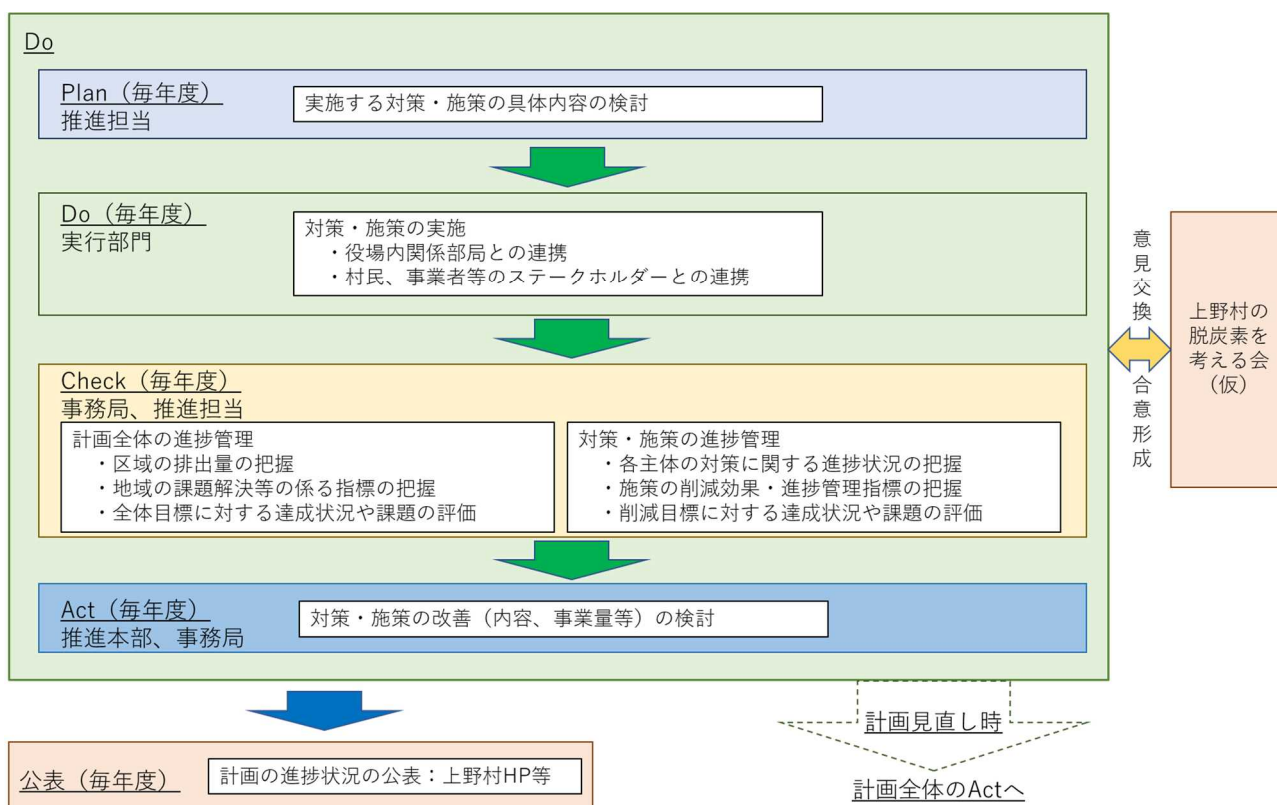 Do
Plan（毎年度）
推進担当
実施する対策・施策の具体内容の検討
Do（毎年度）
実行部門
対策・施策の実施
・役場内関係部局との連携
・村民、事業者等のステークホルダーとの連携
Check（毎年度）
事務局、推進担当
計画全体の進捗管理
・区域の排出量の把握
・地域の課題解決等の係る指標の把握
・全体目標に対する達成状況や課題の評価
対策・施策の進捗管理
・各主体の対策に関する進捗状況の把握
・施策の削減効果・進捗管理指標の把握
・削減目標に対する達成状況や課題の評価
Act（毎年度）
推進本部、事務局
対策・施策の改善（内容、事業量等）の検討
意見交換
合意形成
上野村の
脱炭素を
考える会
（仮）
公表（毎年度）
計画の進捗状況の公表：上野村HP等
計画見直し時
計画全体のActへ